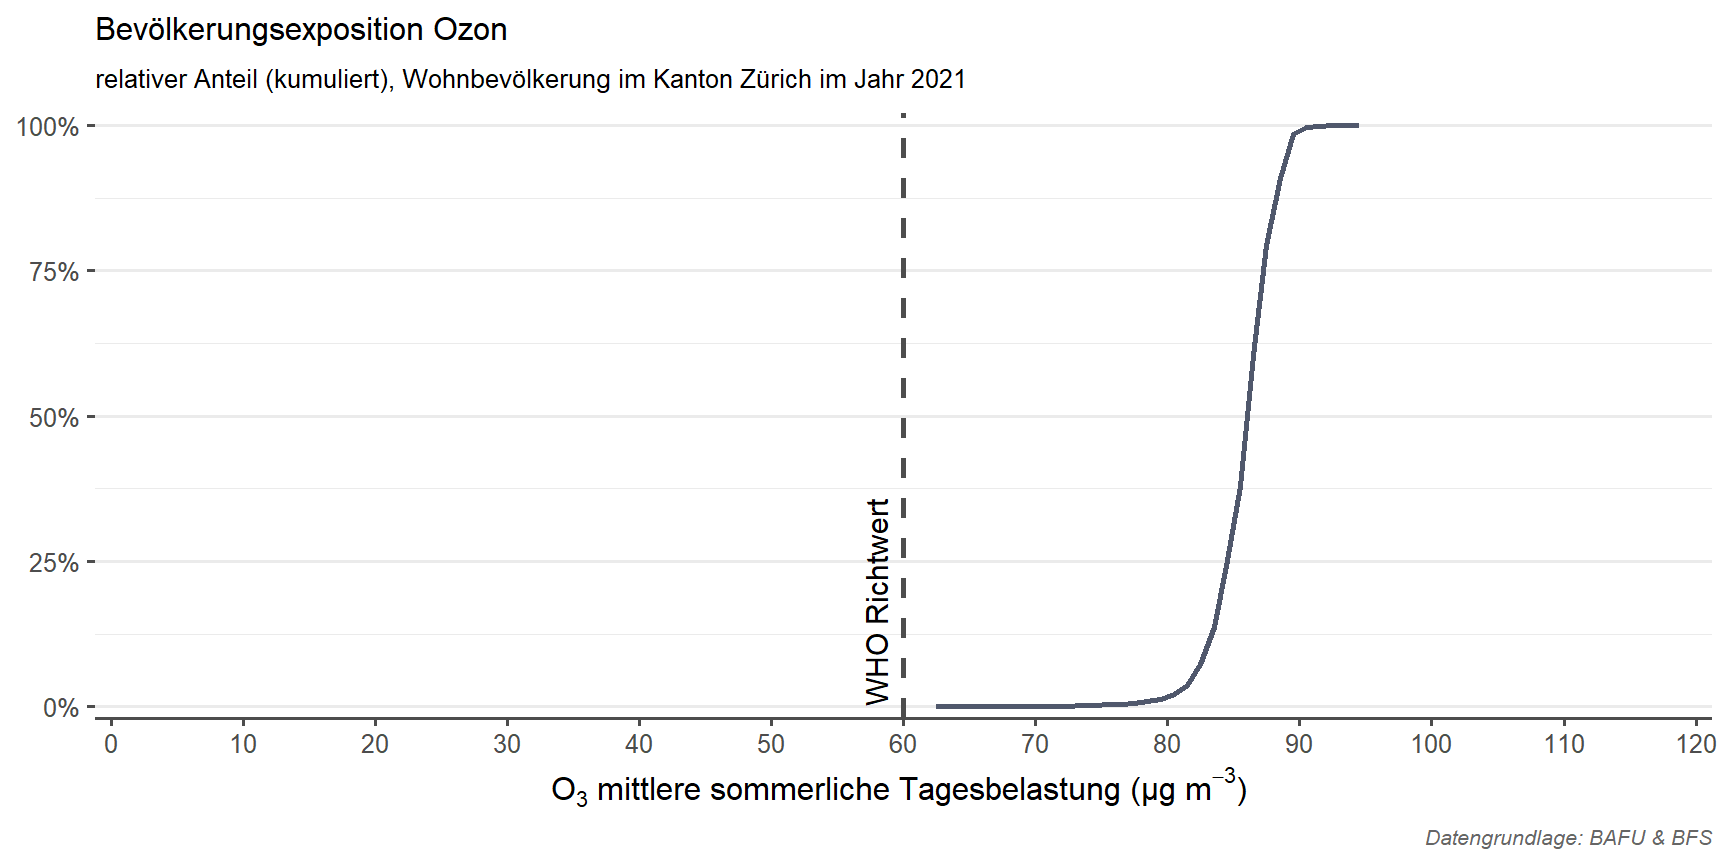 Bevölkerungsexposition Ozon
relativer Anteil (kumuliert), Wohnbevölkerung im Kanton Zürich im Jahr 2021
100%
75%
50%
25%
0%
WHO Richtwert
0 10 20 30 40 50 60 70 80 90 100 110 120
O₃ mittlere sommerliche Tagesbelastung (µg m⁻³)
Datengrundlage: BAFU & BFS